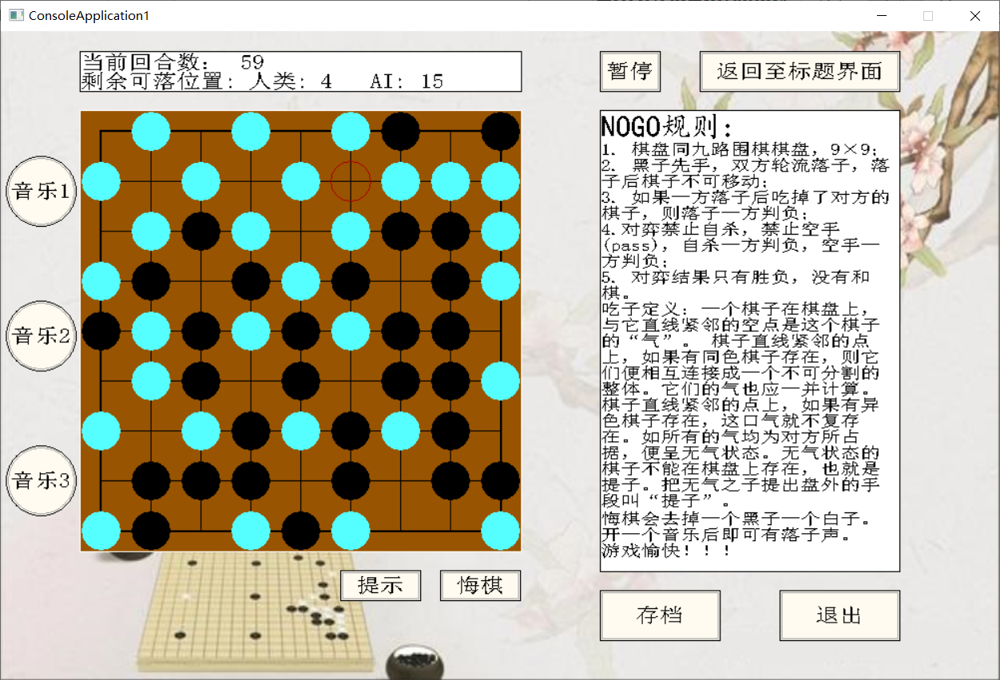 ConsoleApplication1
当前回合数： 59
剩余可落位置：人类：4 AI：15
暂停
返回至标题界面
音乐1
音乐2
音乐3
NOGO规则：
1. 棋盘同九路围棋棋盘，9×9；
2. 黑子先手，双方轮流落子，落
子后棋子不可移动；
3. 如果一方落子后吃掉了对方的
棋子，则落子一方判负；
4.对弈禁止自杀，禁止空手
(pass)，自杀一方判负，空手一
方判负；
5. 对弈结果只有胜负，没有和
棋。
吃子定义：一个棋子在棋盘上，
与它直线紧邻的空点是这个棋子
的“气”。 棋子直线紧邻的点
上，如果有同色棋子存在，则它
们便相互连接成一个不可分割的
整体。它们的气也应一并计算。
棋子直线紧邻的点上，如果有异
色棋子存在，这口气就不复存
在。如所有的气均为对方所占
据，便呈无气状态。无气状态的
棋子不能在棋盘上存在，也就是
提子。把无气之子提出盘外的手
段叫“提子”。
悔棋会去掉一个黑子一个白子。
开一个音乐后即可有落子声。
游戏愉快！！！
提示
悔棋
存档
退出